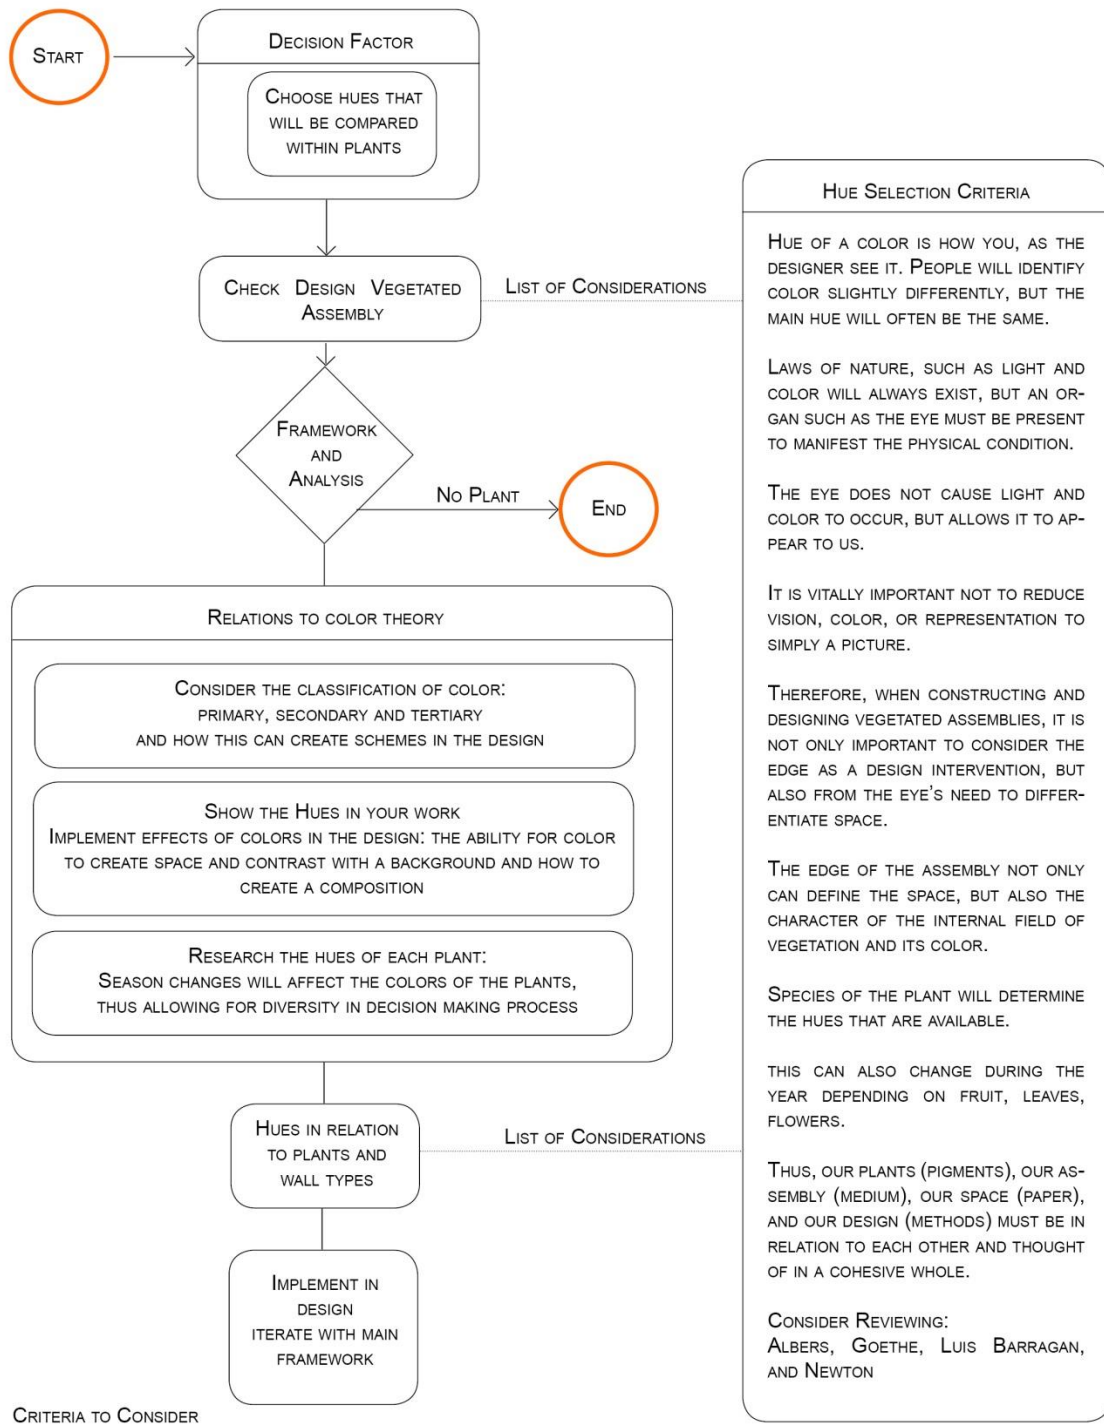 Start
Decision Factor
Choose hues that
will be compared
within plants
Check Design Vegetated
Assembly
List of Considerations
Framework
and
Analysis
No Plant
End
Relations to color theory
Consider the classification of color:
primary, secondary and tertiary
and how this can create schemes in the design
Show the Hues in your work
Implement effects of colors in the design: the ability for color
to create space and contrast with a background and how to
create a composition
Research the hues of each plant:
Season changes will affect the colors of the plants,
thus allowing for diversity in decision making process
Hues in relation
to plants and
wall types
List of Considerations
Implement in
design
iterate with main
framework
Hue Selection Criteria
Hue of a color is how you, as the
designer see it. People will identify
color slightly differently, but the
main hue will often be the same.
Laws of nature, such as light and
color will always exist, but an or-
gan such as the eye must be present
to manifest the physical condition.
The eye does not cause light and
color to occur, but allows it to ap-
pear to us.
It is vitally important not to reduce
vision, color, or representation to
simply a picture.
Therefore, when constructing and
designing vegetated assemblies, it is
not only important to consider the
edge as a design intervention, but
also from the eye's need to differ-
entiate space.
The edge of the assembly not only
can define the space, but also the
character of the internal field of
vegetation and its color.
Species of the plant will determine
the hues that are available.
this can also change during the
year depending on fruit, leaves,
flowers.
Thus, our plants (pigments), our as-
sembly (medium), our space (paper),
and our design (methods) must be in
relation to each other and thought
of in a cohesive whole.
Consider Reviewing:
Albers, Goethe, Luis Barragan,
and Newton
Criteria to Consider